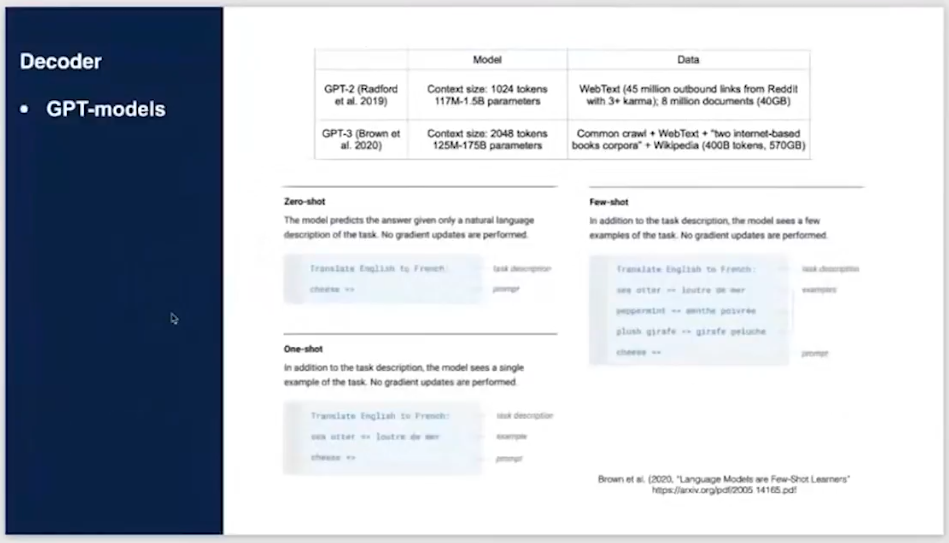 Decoder
• GPT-models
Model
Data
GPT-2 (Radford
et al. 2019)
Context size: 1024 tokens
117M-1.5B parameters
WebText (45 million outbound links from Reddit
with 3+ karma); 8 million documents (40GB)
GPT-3 (Brown et
al. 2020)
Context size: 2048 tokens
125M-175B parameters
Common crawl + WebText + "two internet-based
books corpora" + Wikipedia (400B tokens, 570GB)
Zero-shot
The model predicts the answer given only a natural language
description of the task. No gradient updates are performed.
Translate English to French:
task description
cheese =>
prompt
One-shot
In addition to the task description, the model sees a single
example of the task. No gradient updates are performed.
Translate English to French:
task description
sea otter => loutre de mer
example
cheese =>
prompt
Few-shot
In addition to the task description, the model sees a few
examples of the task. No gradient updates are performed.
Translate English to French:
task description
sea otter => loutre de mer
examples
peppermint => menthe poivrée
plush girafe => girafe peluche
cheese =>
prompt
Brown et al. (2020, "Language Models are Few-Shot Learners"
https://arxiv.org/pdf/2005.14165.pdf